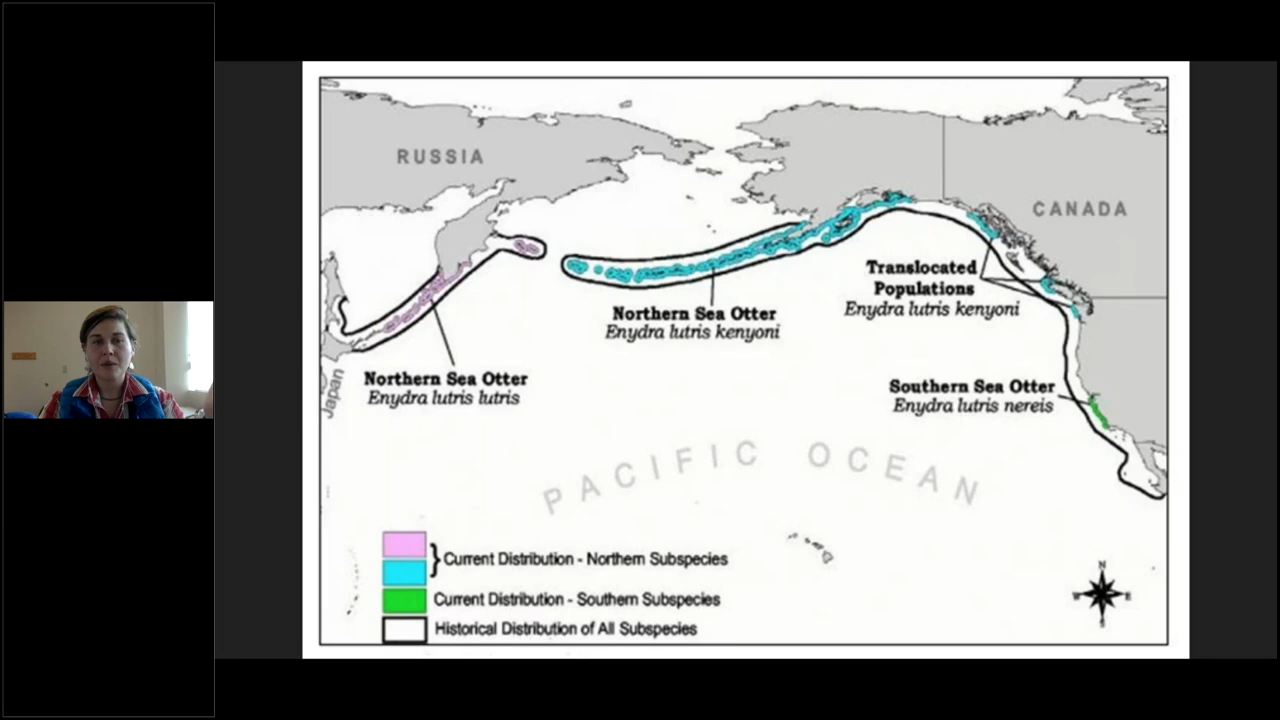 RUSSIA
CANADA
Translocated
Populations
Enydra lutris kenyoni
Northern Sea Otter
Enydra lutris kenyoni
Northern Sea Otter
Enydra lutris lutris
Japan
Southern Sea Otter
Enydra lutris nereis
PACIFIC OCEAN
Current Distribution - Northern Subspecies
Current Distribution - Southern Subspecies
Historical Distribution of All Subspecies
N
W E
S